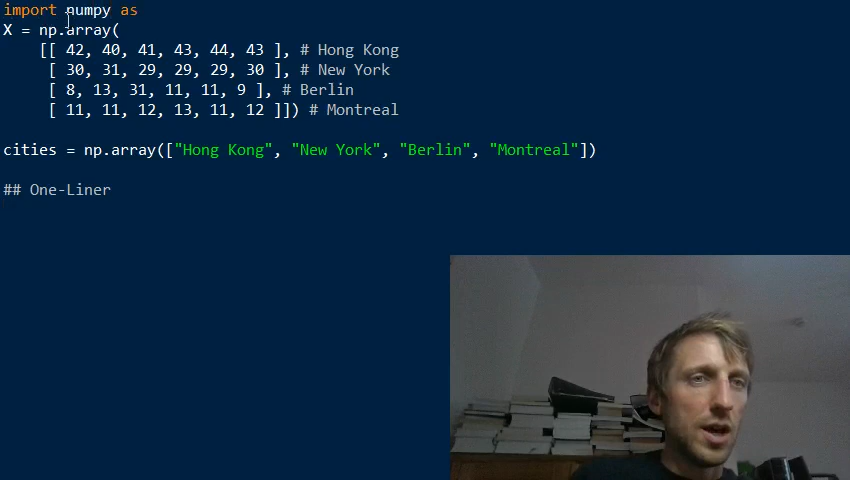 import numpy as
X = np.array(
[[ 42, 40, 41, 43, 44, 43 ], # Hong Kong
[ 30, 31, 29, 29, 29, 30 ], # New York
[ 8, 13, 31, 11, 11, 9 ], # Berlin
[ 11, 11, 12, 13, 11, 12 ]]) # Montreal
cities = np.array(["Hong Kong", "New York", "Berlin", "Montreal"])
## One-Liner